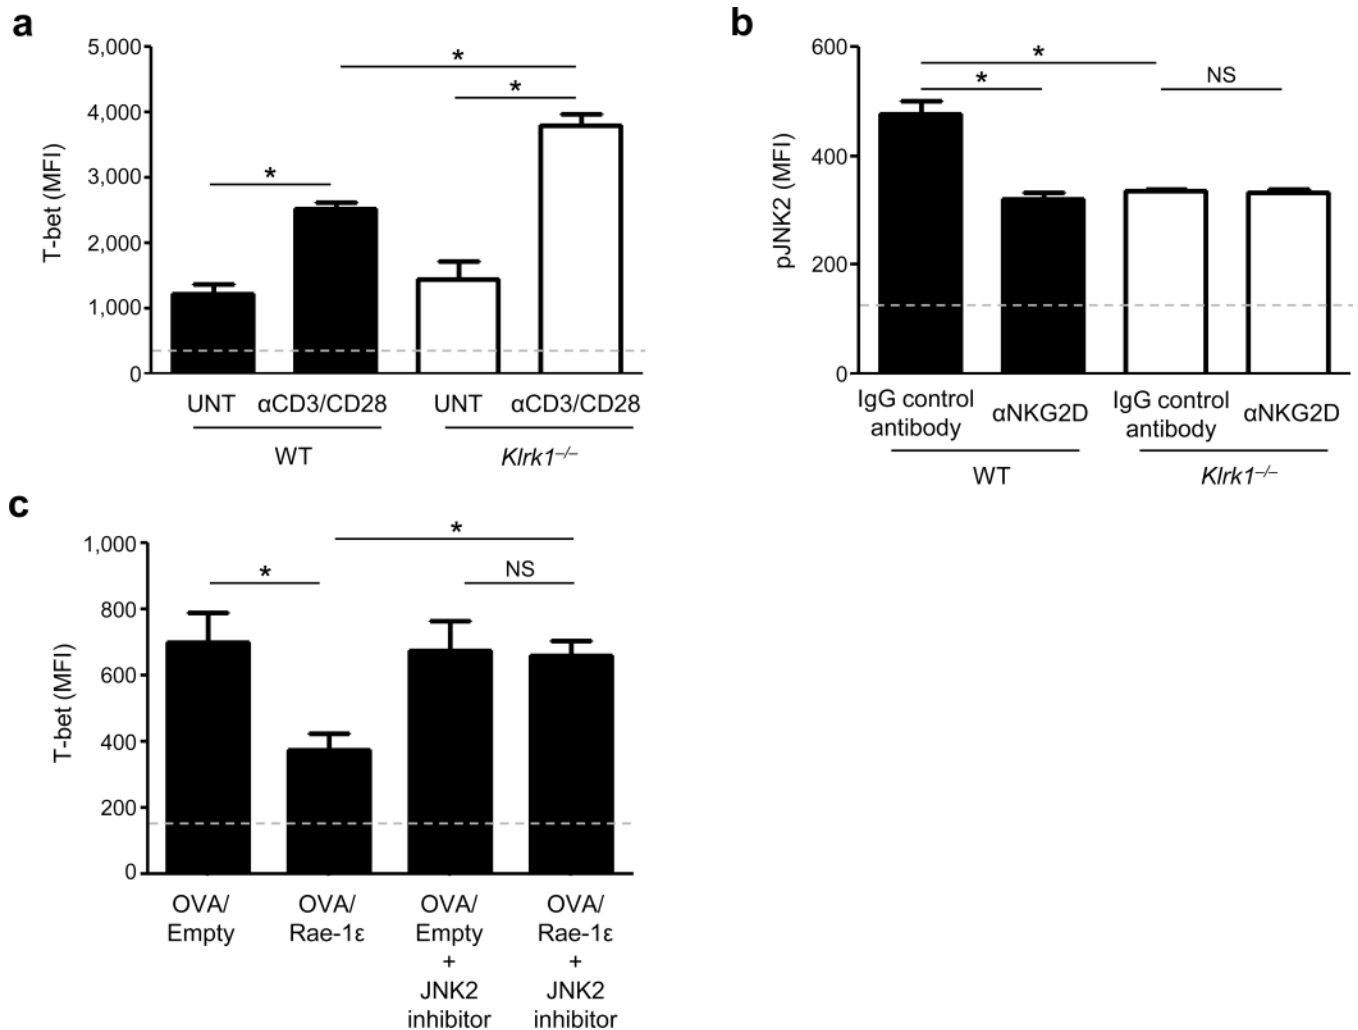 a
5,000
4,000
3,000
2,000
1,000
0
T-bet (MFI)
*
*
*
UNT αCD3/CD28 UNT αCD3/CD28
WT Klrk1–/–
b
600
400
200
0
pJNK2 (MFI)
*
* NS
IgG control antibody αNKG2D IgG control antibody αNKG2D
WT Klrk1–/–
c
1,000
800
600
400
200
0
T-bet (MFI)
*
* NS
OVA/ OVA/ OVA/ OVA/
Empty Rae-1ε Empty Rae-1ε
+ +
JNK2 JNK2
inhibitor inhibitor